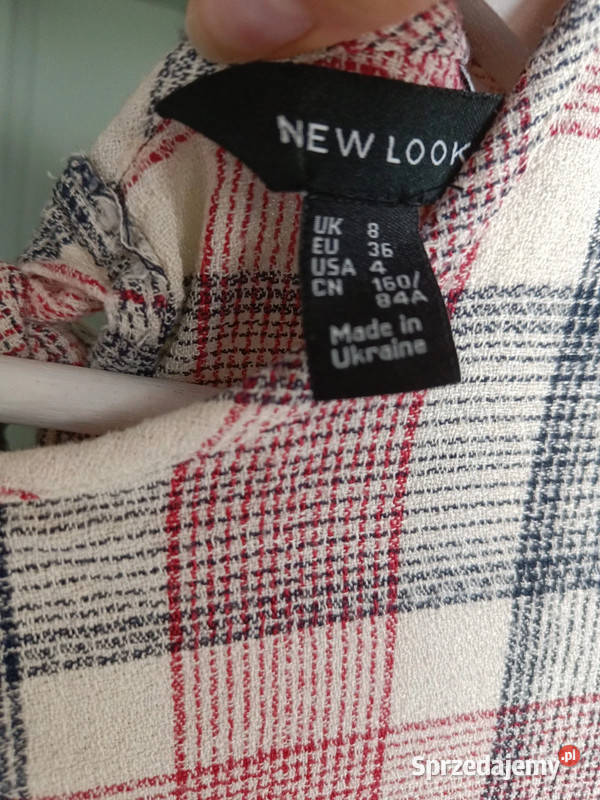 NEW LOOK
UK 8
EU 36
USA 4
CN 160/
84A
Made in
Ukraine
Sprzedajemy.pl